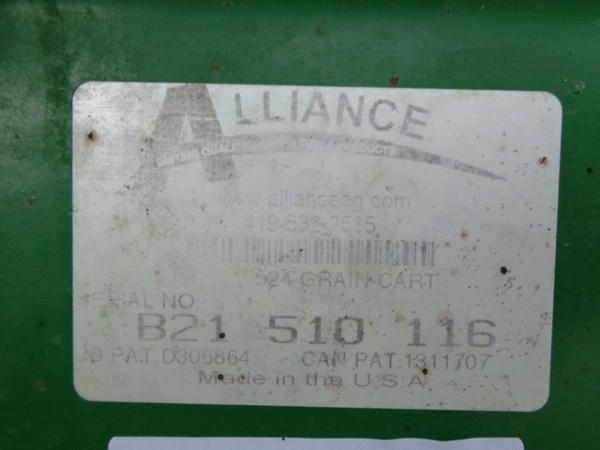 ALLIANCE
www.allianceag.com
524 GRAIN CART
SERIAL NO
B21 510 116
S PAT. D306864 CAN PAT 1311707
Made in the U.S.A